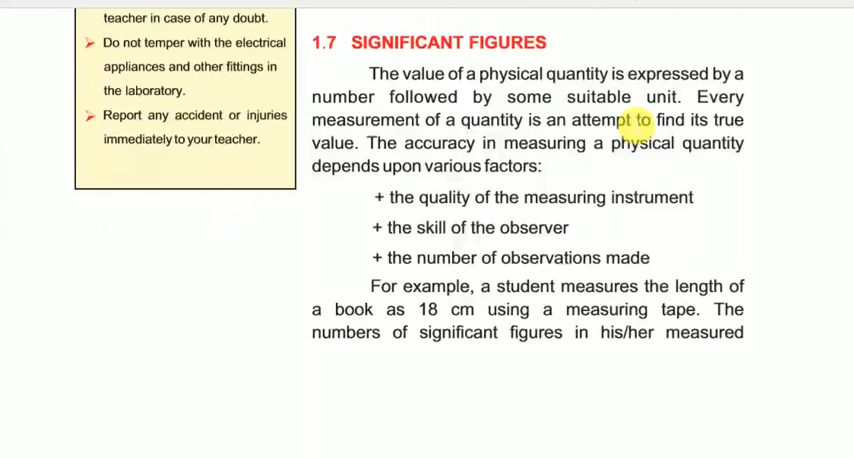 teacher in case of any doubt.
➢ Do not temper with the electrical
appliances and other fittings in
the laboratory.
➢ Report any accident or injuries
immediately to your teacher.
1.7 SIGNIFICANT FIGURES
The value of a physical quantity is expressed by a
number followed by some suitable unit. Every
measurement of a quantity is an attempt to find its true
value. The accuracy in measuring a physical quantity
depends upon various factors:
+ the quality of the measuring instrument
+ the skill of the observer
+ the number of observations made
For example, a student measures the length of
a book as 18 cm using a measuring tape. The
numbers of significant figures in his/her measured